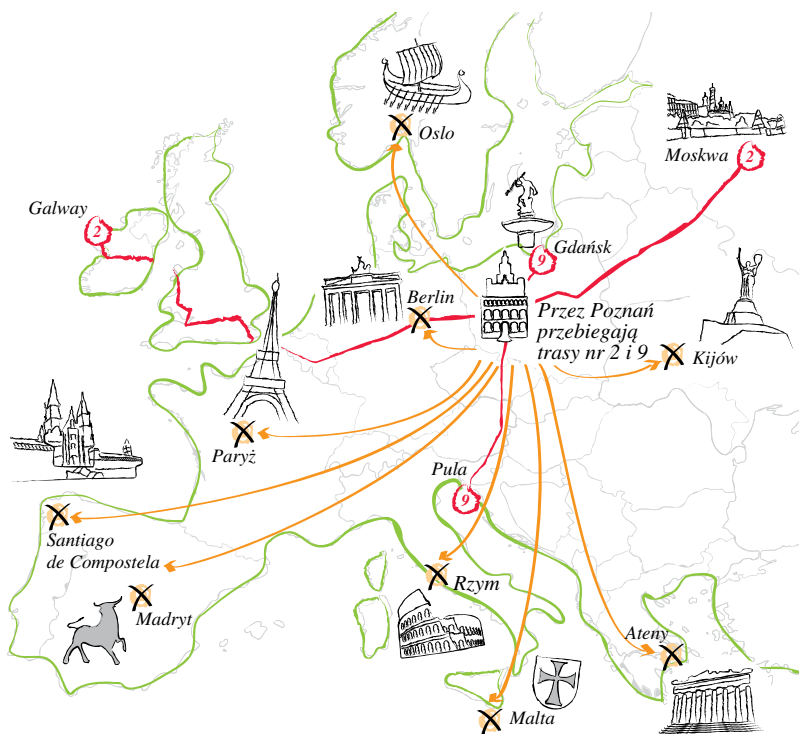 Oslo
Moskwa
2
Galway
2
Gdańsk
9
Berlin
Przez Poznań
przebiegają
trasy nr 2 i 9
Kijów
Paryż
Pula
9
Santiago
de Compostela
Madryt
Rzym
Ateny
Malta